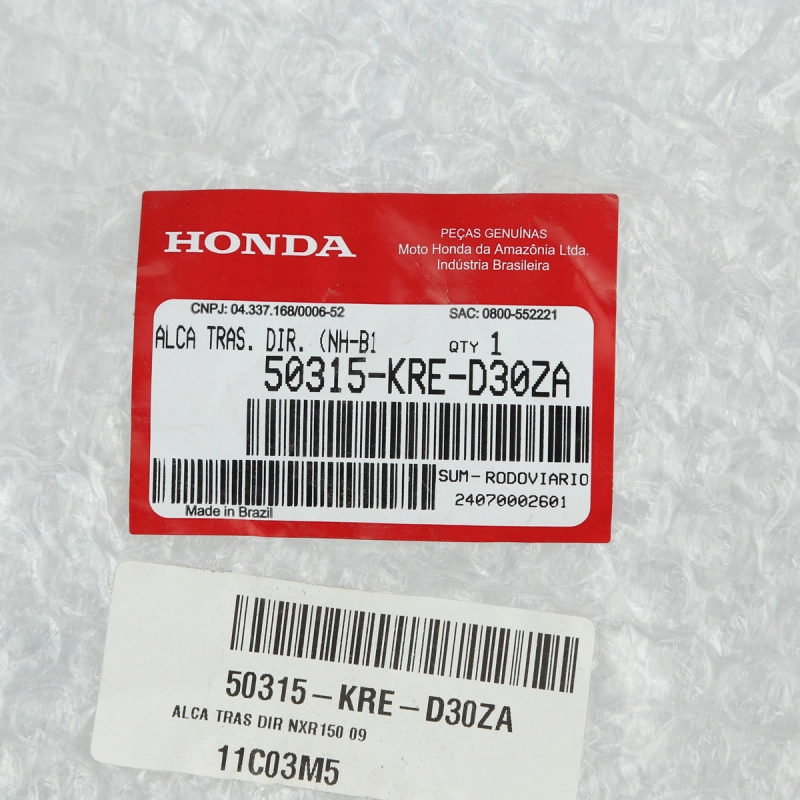 HONDA
PEÇAS GENUÍNAS
Moto Honda da Amazônia Ltda.
Indústria Brasileira
CNPJ: 04.337.168/0006-52 SAC: 0800-552221
ALCA TRAS. DIR. (NH-B1 QTY 1
50315-KRE-D30ZA
SUM-RODOVIARIO
24070002601
Made in Brazil
50315-KRE-D30ZA
ALCA TRAS DIR NXR150 09
11C03M5